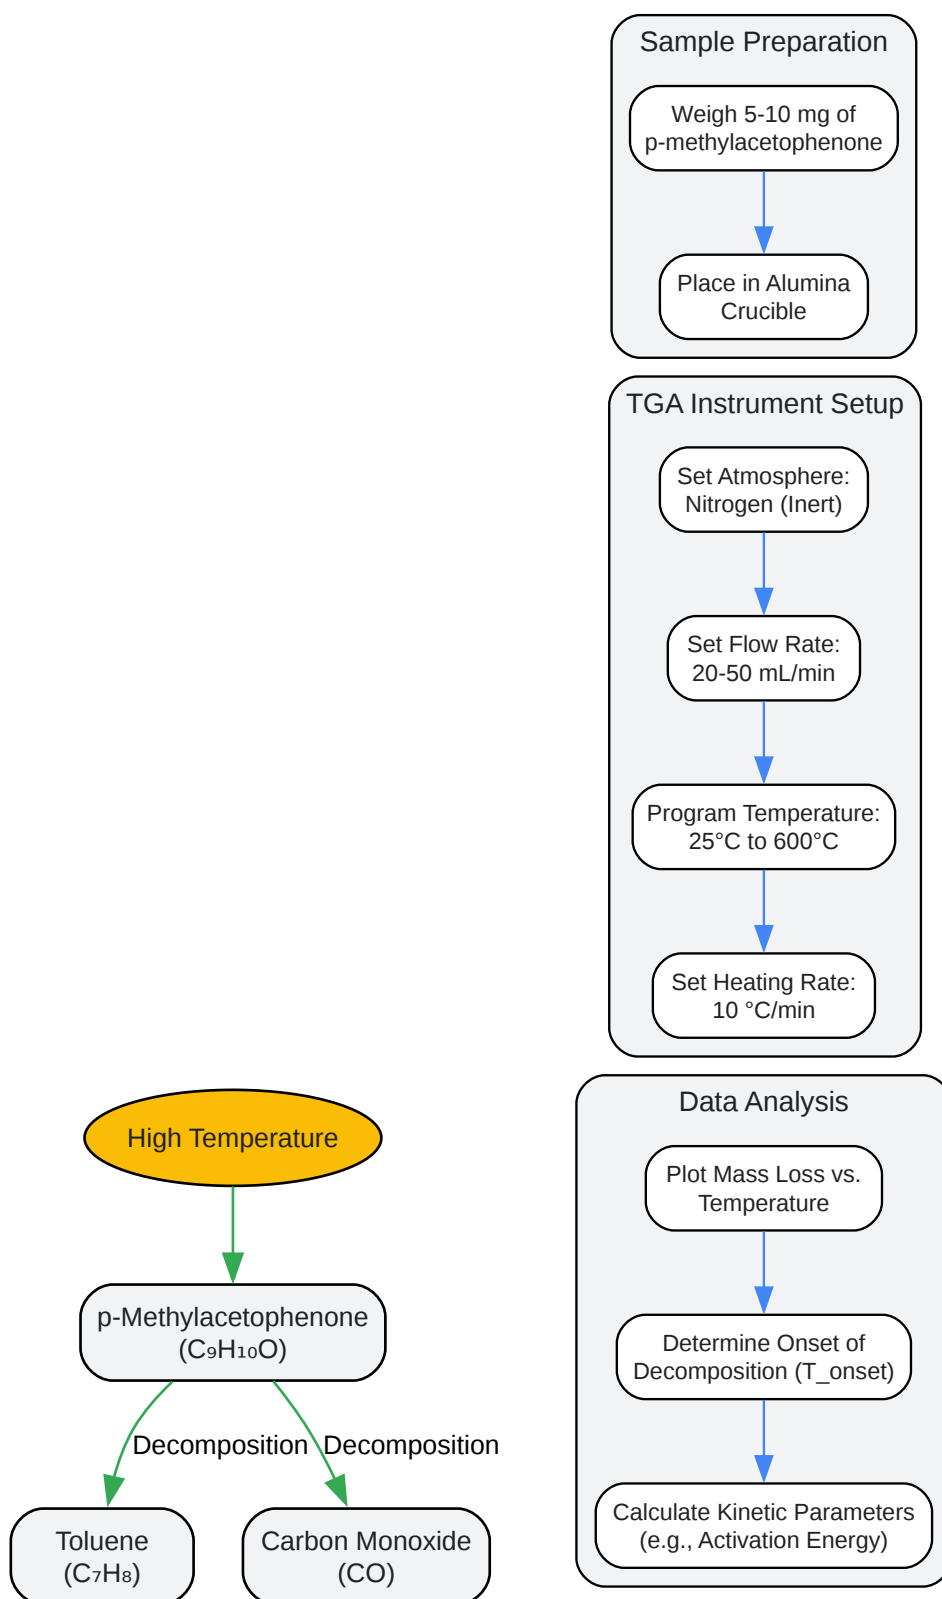 Sample Preparation
Weigh 5-10 mg of
p-methylacetophenone
Place in Alumina
Crucible
TGA Instrument Setup
Set Atmosphere:
Nitrogen (Inert)
Set Flow Rate:
20-50 mL/min
Program Temperature:
25°C to 600°C
Set Heating Rate:
10 °C/min
Data Analysis
Plot Mass Loss vs.
Temperature
Determine Onset of
Decomposition (T_onset)
Calculate Kinetic Parameters
(e.g., Activation Energy)
High Temperature
p-Methylacetophenone
(C₉H₁₀O)
Decomposition
Decomposition
Toluene
(C₇H₈)
Carbon Monoxide
(CO)